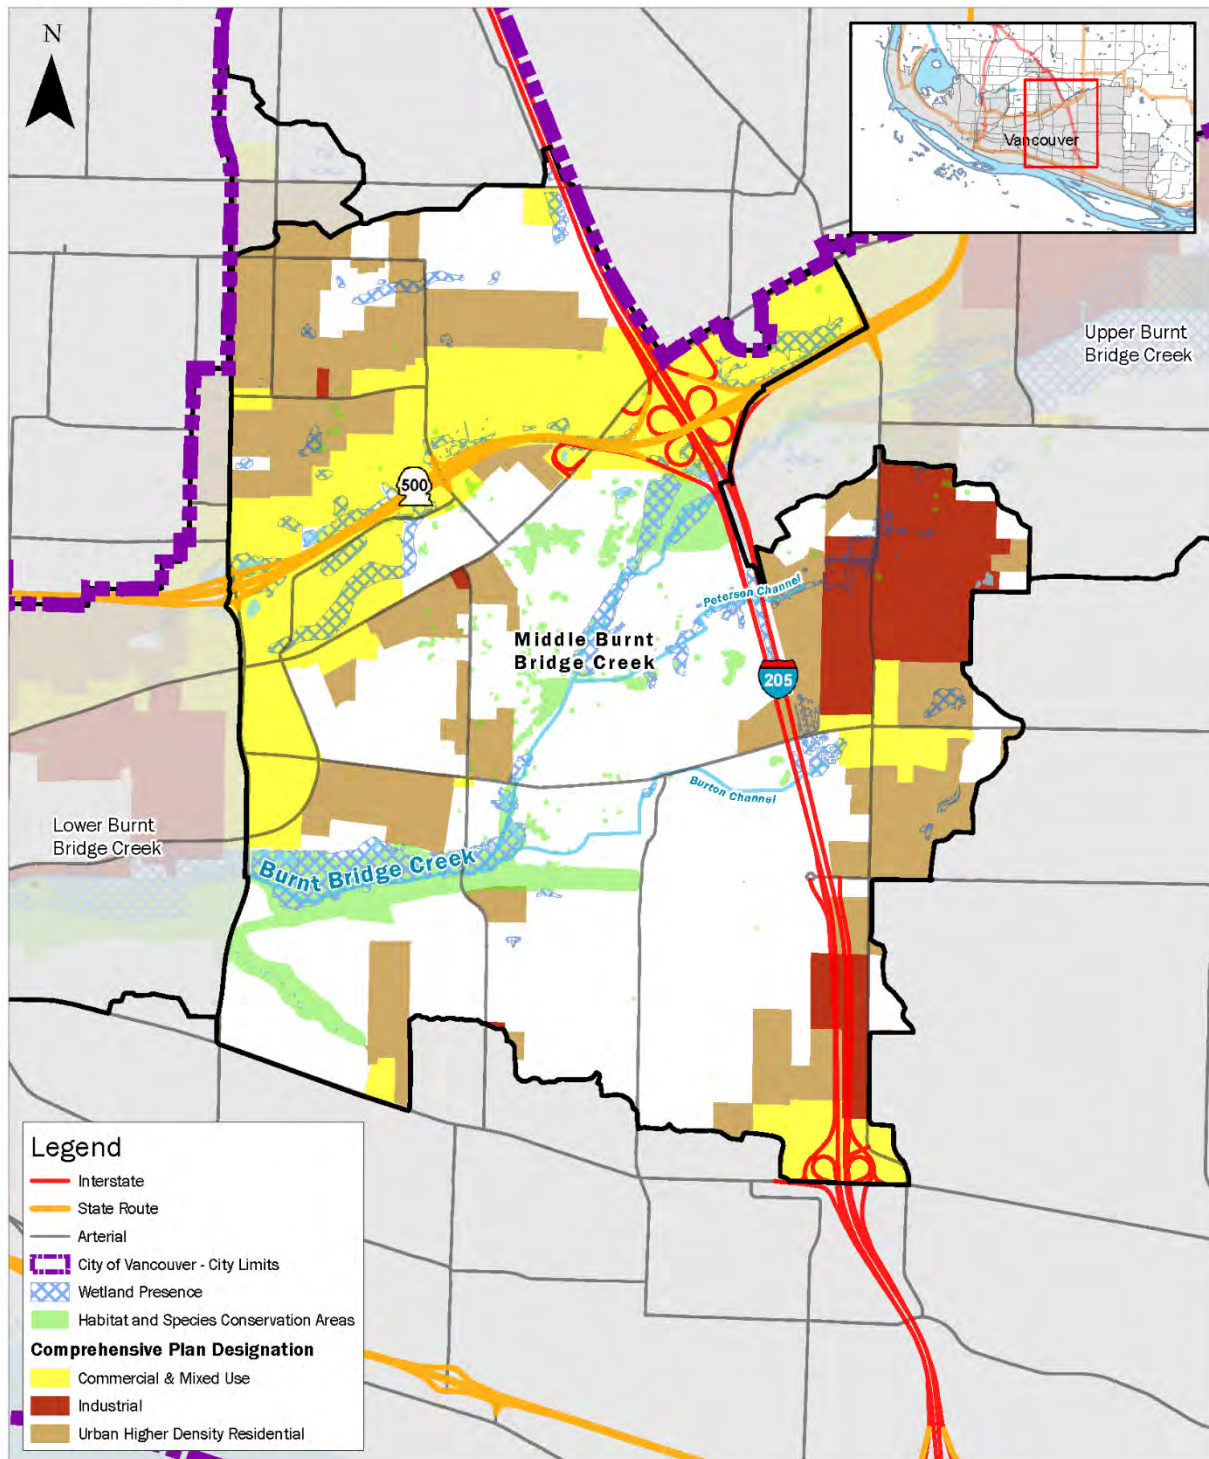 N
Vancouver
Upper Burnt
Bridge Creek
500
Peterson Channel
Middle Burnt
Bridge Creek
205
Burton Channel
Lower Burnt
Bridge Creek
Burnt Bridge Creek
Legend
Interstate
State Route
Arterial
City of Vancouver - City Limits
Wetland Presence
Habitat and Species Conservation Areas
Comprehensive Plan Designation
Commercial & Mixed Use
Industrial
Urban Higher Density Residential